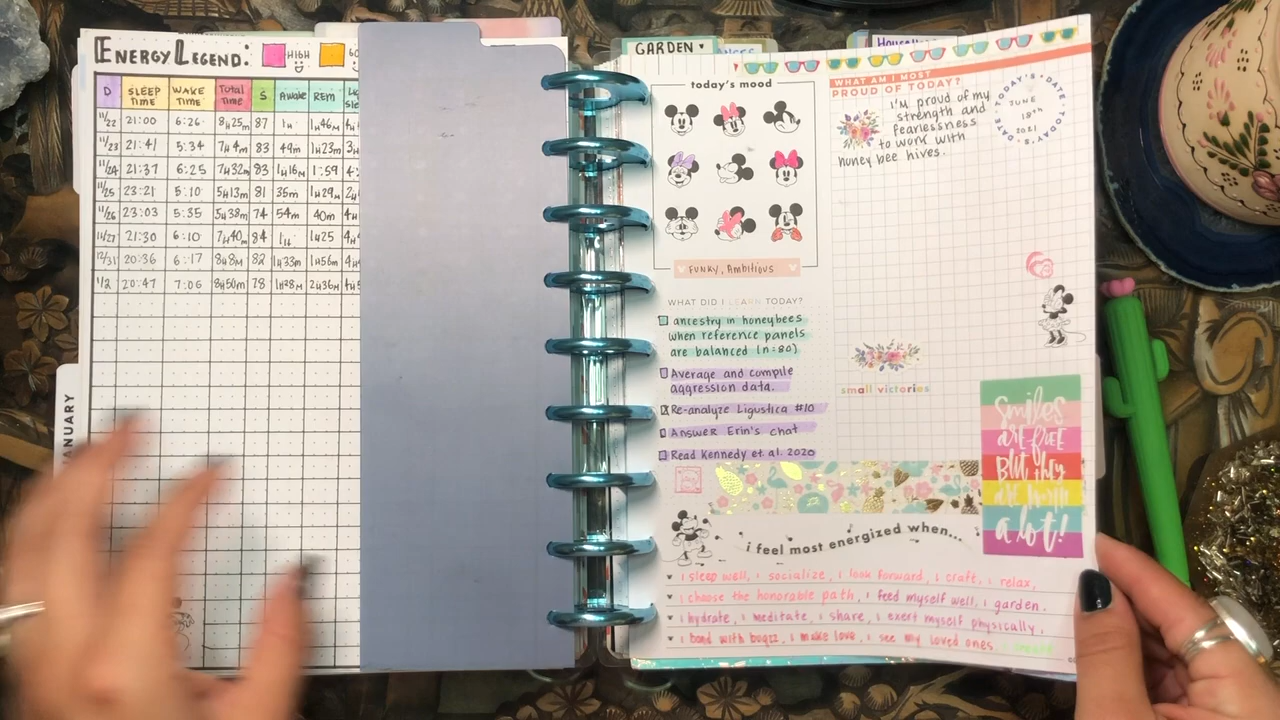 ENERGY LEGEND: HIGH
D SLEEP TIME WAKE TIME Total TIME S Awake REM
11/22 21:00 6:26 8H25m 87 1H 1H46M
11/23 21:41 5:34 7H4m 83 49m 1H23m
11/24 21:37 6:25 7H32m 83 1H16M 1:59
11/25 23:21 5:10 5H13m 81 35m 1H29M
11/26 23:03 5:35 5H38m 74 54m 40m
11/27 21:30 6:10 7H40m 84 1H 1H25
12/31 20:36 6:17 8H8M 82 1H33m 1H56m
1/2 20:47 7:06 8H50m 78 1H28M 2H36M
GARDEN
today's mood
FUNKY, Ambitious
WHAT DID I LEARN TODAY?
ancestry in honeybees
when reference panels
are balanced (n=80)
Average and compile
aggression data.
Re-analyze Ligustica #10
Answer Erin's chat
Read Kennedy et al. 2020
WHAT AM I MOST
PROUD OF TODAY?
I'm proud of my
strength and
fearlessness
to work with
honey bee hives.
TODAY'S DATE TODAY'S DATE
JUNE
18th
2021
small victories
Smiles
are free
But they
are worth
a lot!
i feel most energized when...
i sleep well, i socialize, i look forward, i craft, i relax,
i choose the honorable path, i feed myself well, i garden.
i hydrate, i meditate, i share, i exert myself physically,
i bond with bugzz, i make love, i see my loved ones,